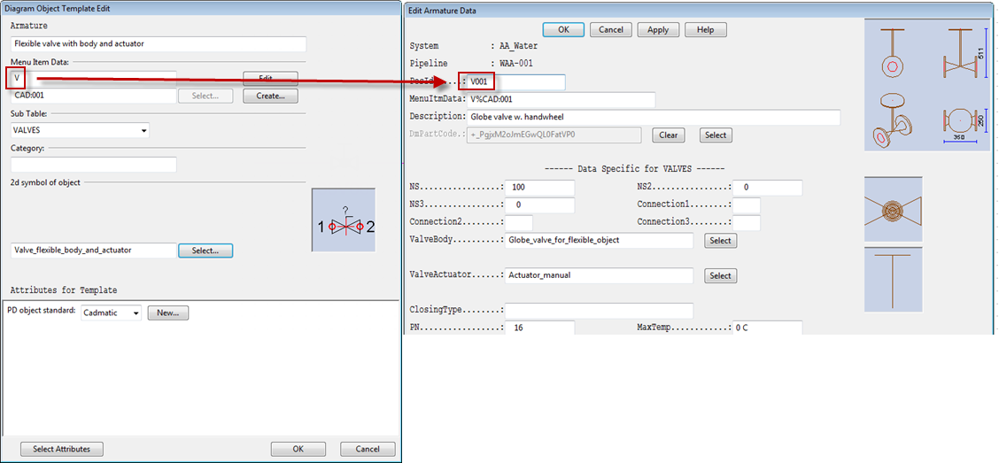 Diagram Object Template Edit
Armature
Flexible valve with body and actuator
Menu Item Data:
V
Edit
CAD:001
Select...
Create...
Sub Table:
VALVES
Category:
2d symbol of object
1 ? 2
Valve_flexible_body_and_actuator
Select...
Attributes for Template
PD object standard:
Cadmatic
New...
Select Attributes
OK
Cancel
Edit Armature Data
OK
Cancel
Apply
Help
System : AA_Water
Pipeline : WAA-001
V001
MenuItmData: V%CAD:001
Description: Globe valve w. handwheel
DmPartCode.: +_PgjxM2oJmEGwQL0FatVP0
Clear
Select
------ Data Specific for VALVES ------
NS................: 100
NS2...............: 0
NS3...............: 0
Connection1.......:
Connection2.......:
Connection3.......:
ValveBody.........: Globe_valve_for_flexible_object
Select
ValveActuator.....: Actuator_manual
Select
ClosingType.......:
PN................: 16
MaxTemp...........: 0 C
511
250
350